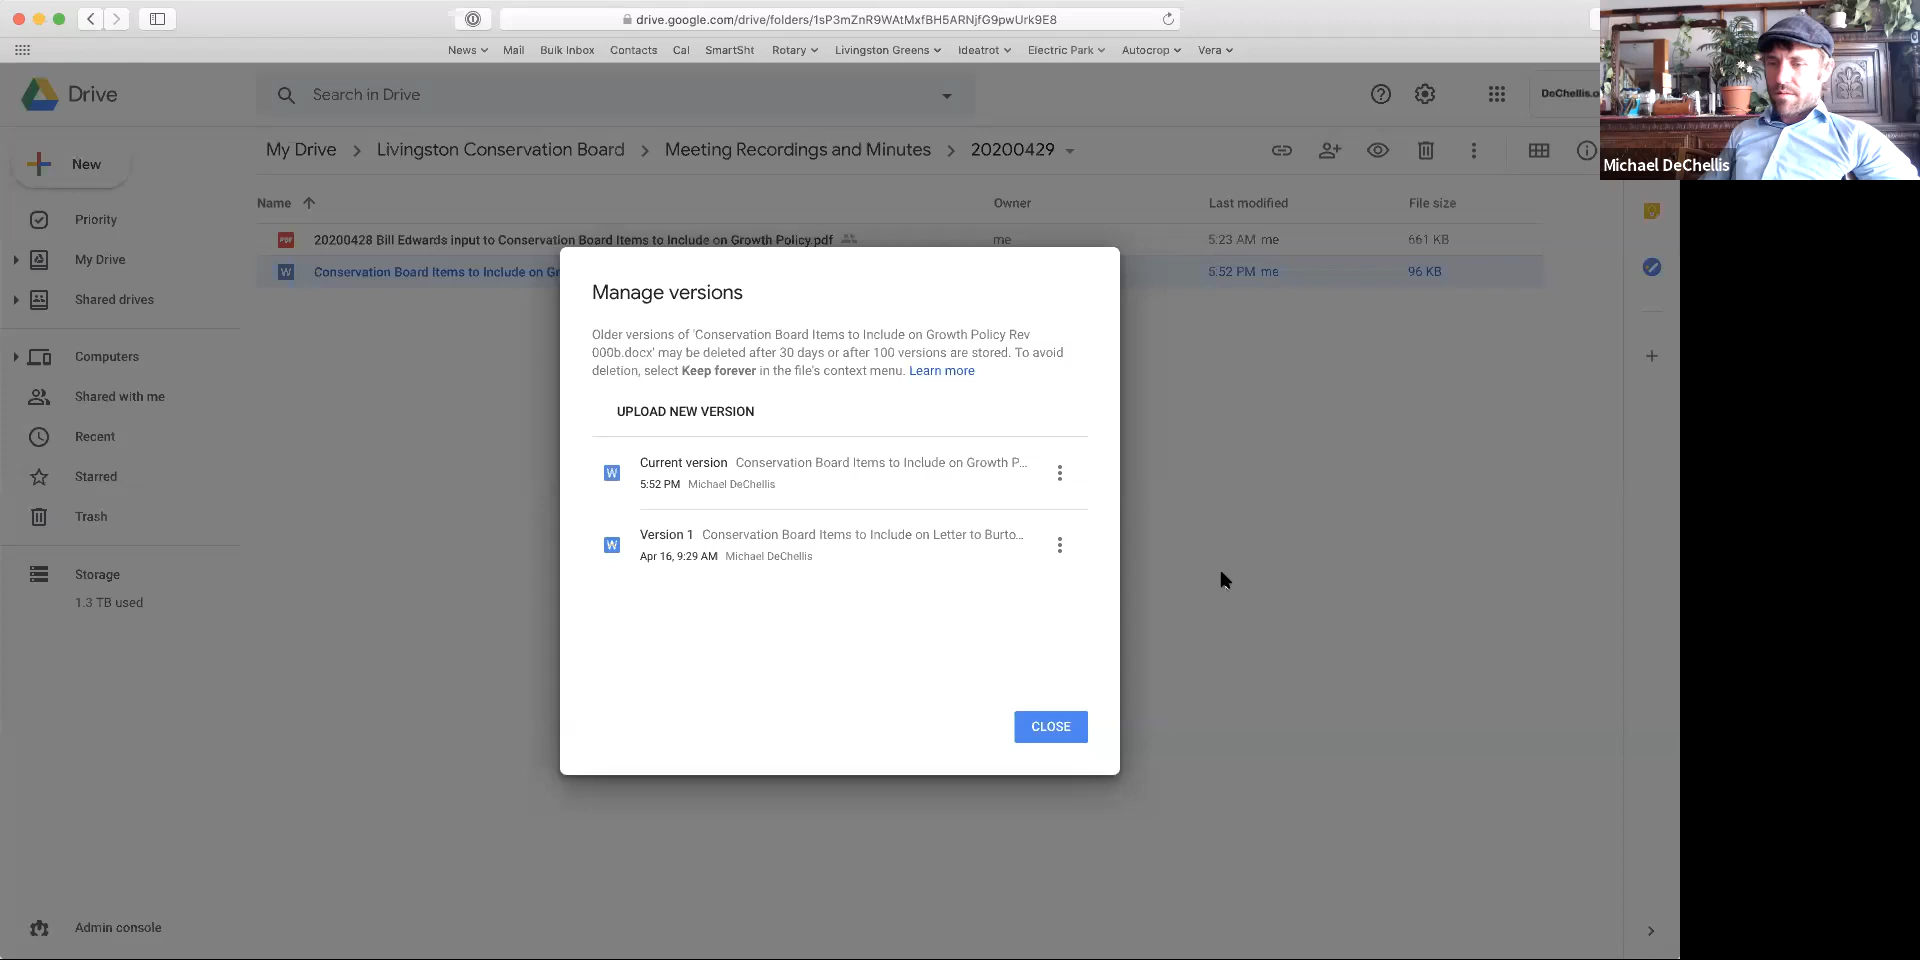 drive.google.com/drive/folders/1sP3mZnR9WAtMxfBH5ARNjfG9pwUrk9E8
News Mail Bulk Inbox Contacts Cal SmartSht Rotary Livingston Greens Ideatrot Electric Park Autocrop Vera
Drive
Search in Drive
DeChellis.
New
My Drive > Livingston Conservation Board > Meeting Recordings and Minutes > 20200429
Michael DeChellis
Name Owner Last modified File size
PDF 20200428 Bill Edwards input to Conservation Board Items to Include on Growth Policy.pdf me 5:23 AM me 661 KB
W Conservation Board Items to Include on 5:52 PM me 96 KB
Priority
My Drive
Shared drives
Computers
Shared with me
Recent
Starred
Trash
Storage
1.3 TB used
Admin console
Manage versions
Older versions of 'Conservation Board Items to Include on Growth Policy Rev
000b.docx' may be deleted after 30 days or after 100 versions are stored. To avoid
deletion, select Keep forever in the file's context menu. Learn more
UPLOAD NEW VERSION
W Current version Conservation Board Items to Include on Growth P...
5:52 PM Michael DeChellis
W Version 1 Conservation Board Items to Include on Letter to Burto...
Apr 16, 9:29 AM Michael DeChellis
CLOSE